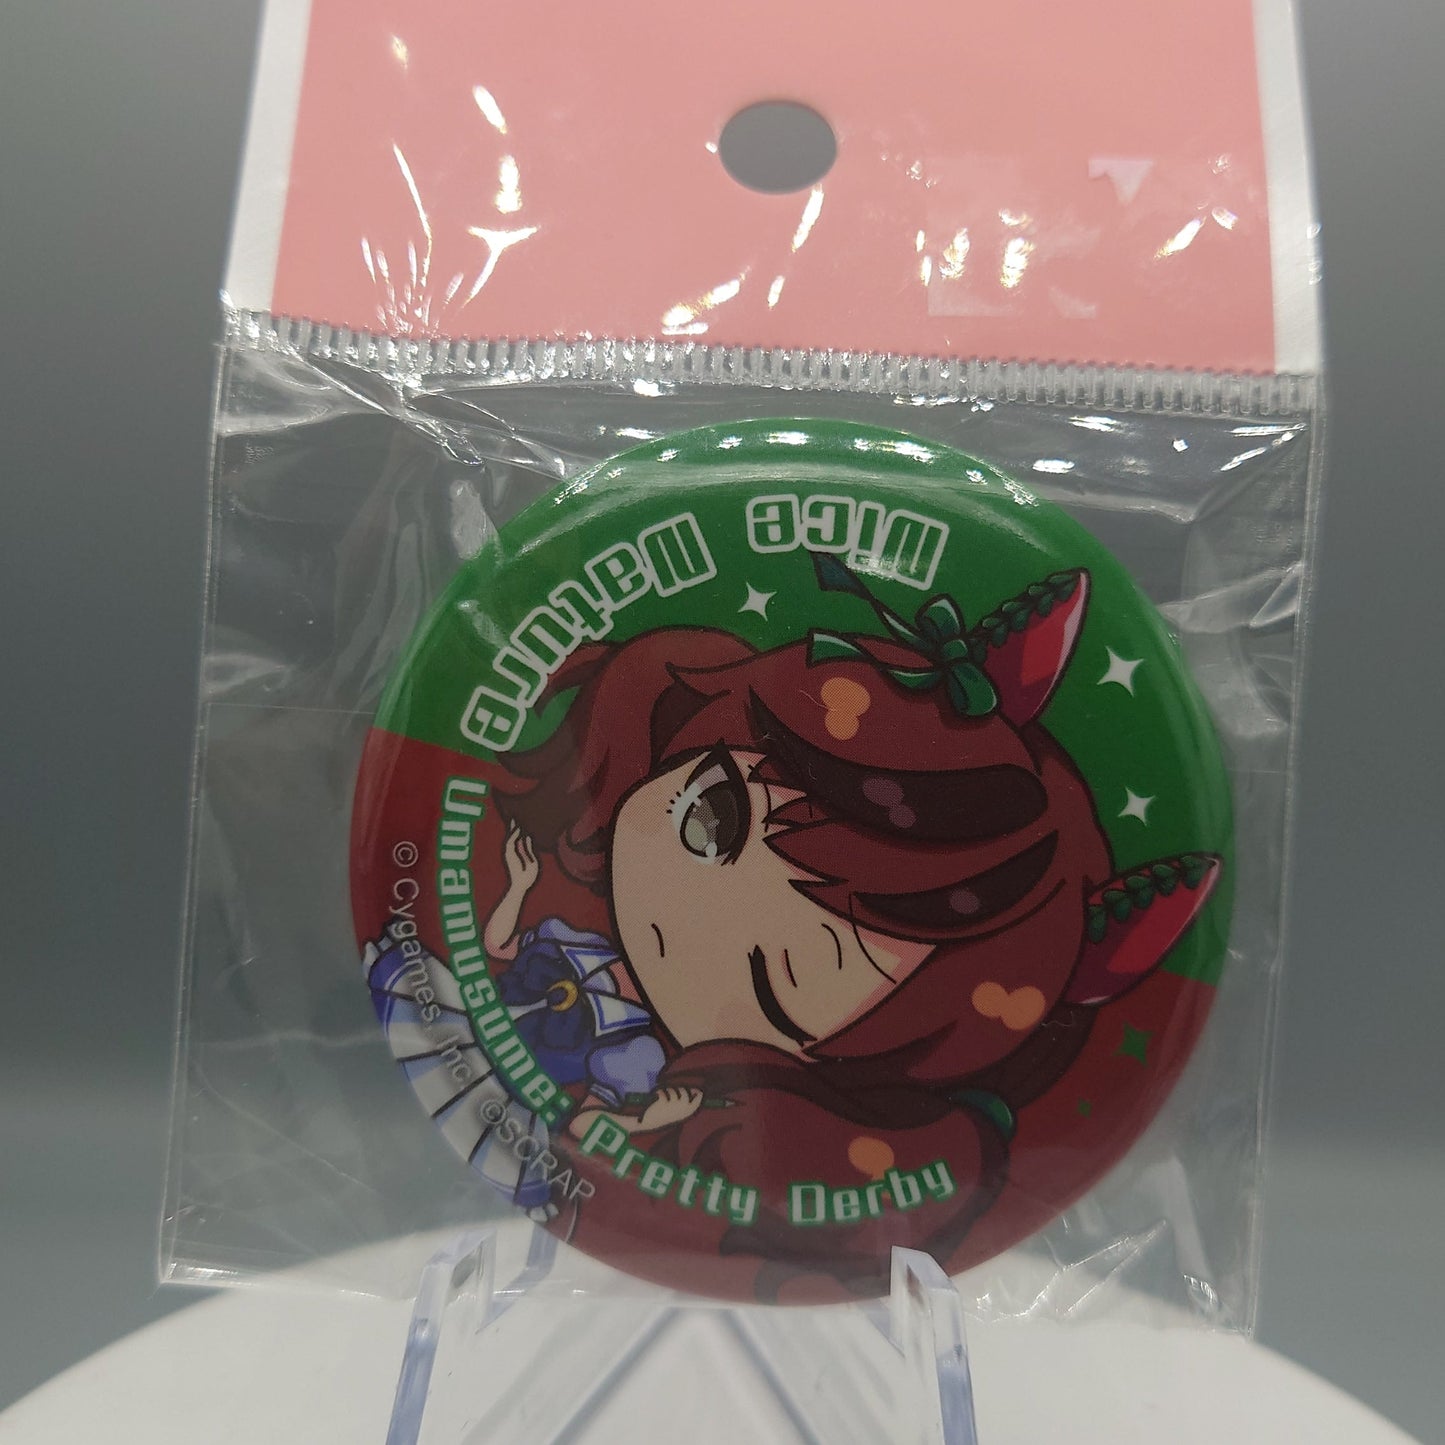 Nice Nature
Umamusume: Pretty Derby
© Cygames, Inc. ©SCRAP